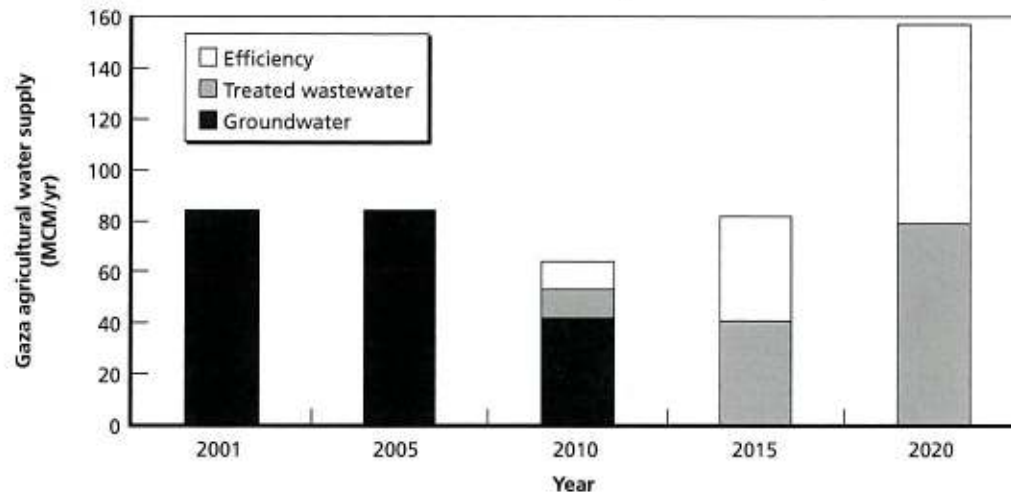 Gaza agricultural water supply
(MCM/yr)
160
140
120
100
80
60
40
20
0
Efficiency
Treated wastewater
Groundwater
2001 2005 2010 2015 2020
Year